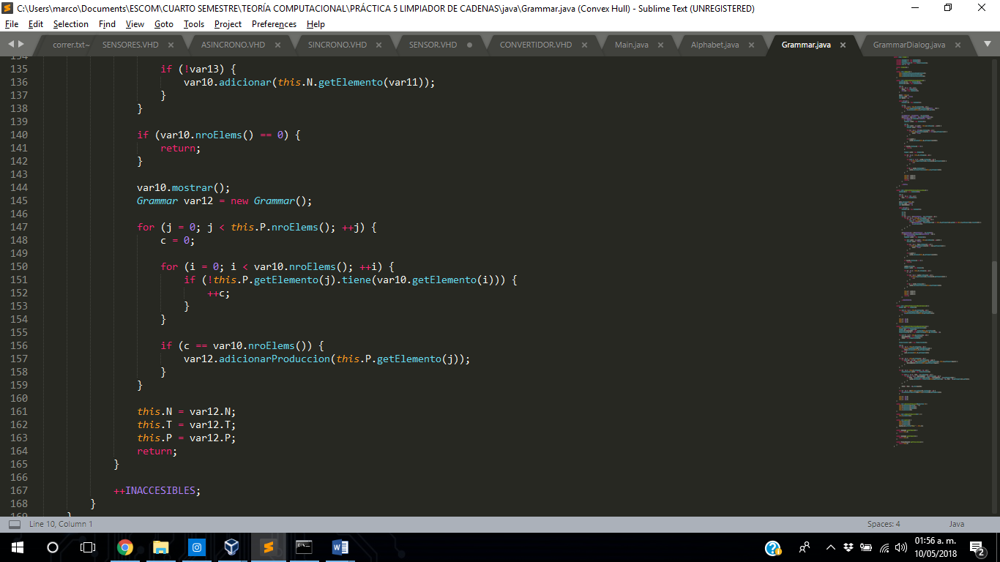 C:\Users\marco\Documents\ESCOM\CUARTO SEMESTRE\TEORÍA COMPUTACIONAL\PRÁCTICA 5 LIMPIADOR DE CADENAS\java\Grammar.java (Convex Hull) - Sublime Text (UNREGISTERED)
File Edit Selection Find View Goto Tools Project Preferences Help
correr.txt~ SENSORES.VHD × ASINCRONO.VHD × SINCRONO.VHD × SENSOR.VHD CONVERTIDOR.VHD × Main.java × Alphabet.java × Grammar.java × GrammarDialog.java ×
134
135 if (!var13) {
136 var10.adicionar(this.N.getElemento(var11));
137 }
138 }
139
140 if (var10.nroElems() == 0) {
141 return;
142 }
143
144 var10.mostrar();
145 Grammar var12 = new Grammar();
146
147 for (j = 0; j < this.P.nroElems(); ++j) {
148 c = 0;
149
150 for (i = 0; i < var10.nroElems(); ++i) {
151 if (!this.P.getElemento(j).tiene(var10.getElemento(i))) {
152 ++c;
153 }
154 }
155
156 if (c == var10.nroElems()) {
157 var12.adicionarProduccion(this.P.getElemento(j));
158 }
159 }
160
161 this.N = var12.N;
162 this.T = var12.T;
163 this.P = var12.P;
164 return;
165 }
166
167 ++INACCESIBLES;
168 }
169 }
Line 10, Column 1 Spaces: 4 Java
01:56 a. m.
10/05/2018
2